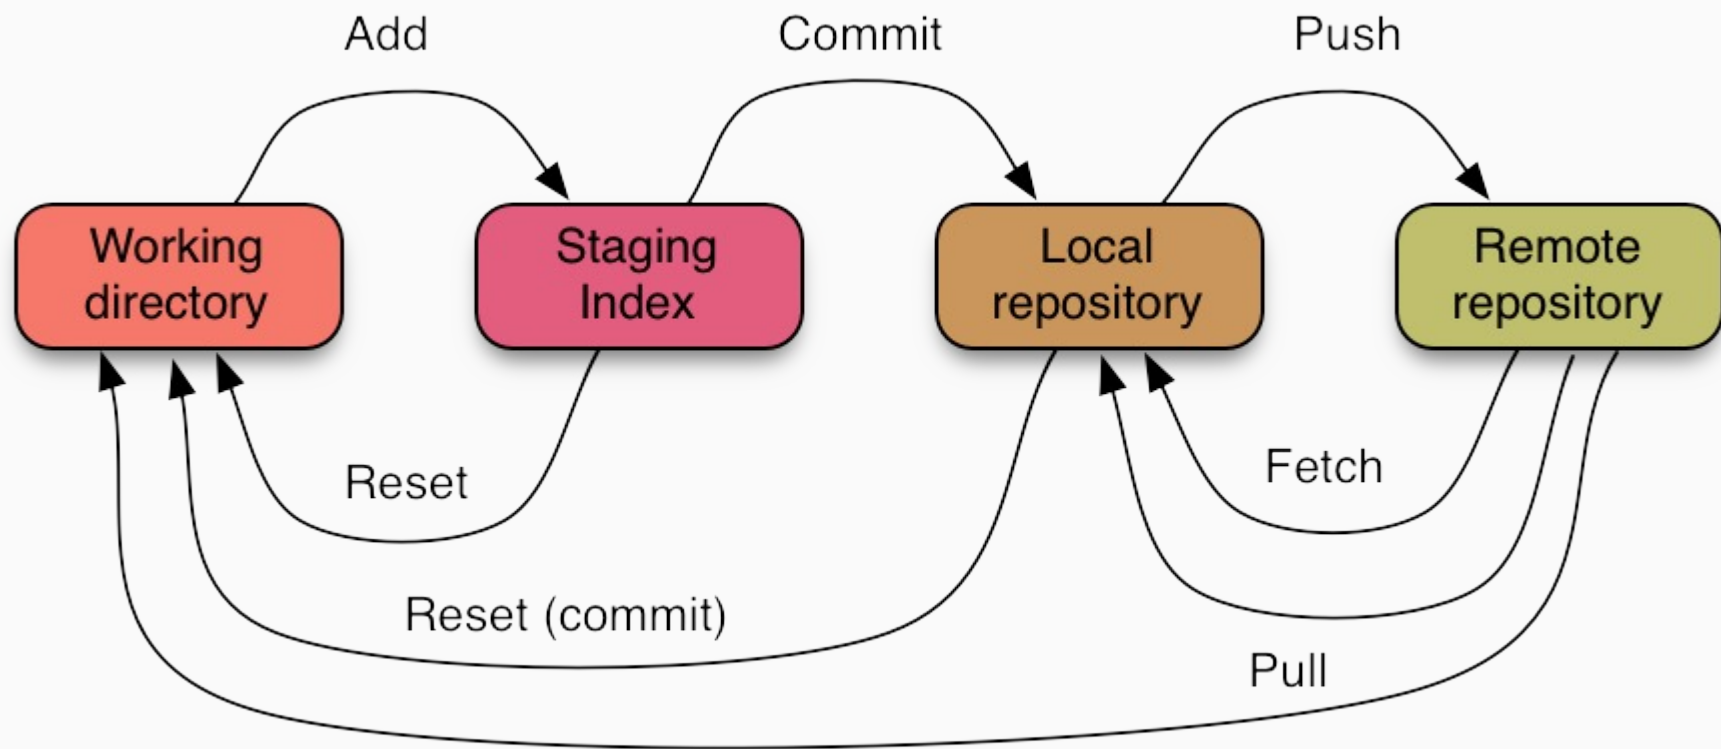 Add
Commit
Push
Working
directory
Staging
Index
Local
repository
Remote
repository
Reset
Fetch
Reset (commit)
Pull